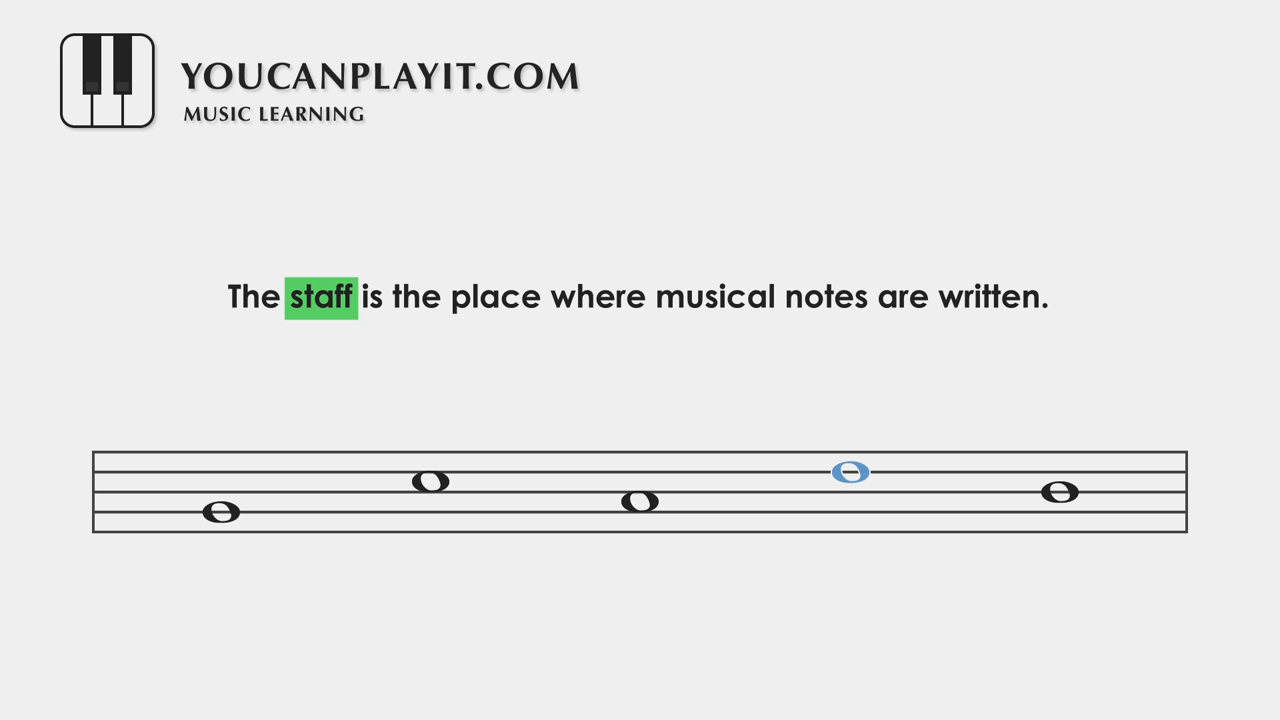 YOUCANPLAYIT.COM
MUSIC LEARNING
The staff is the place where musical notes are written.